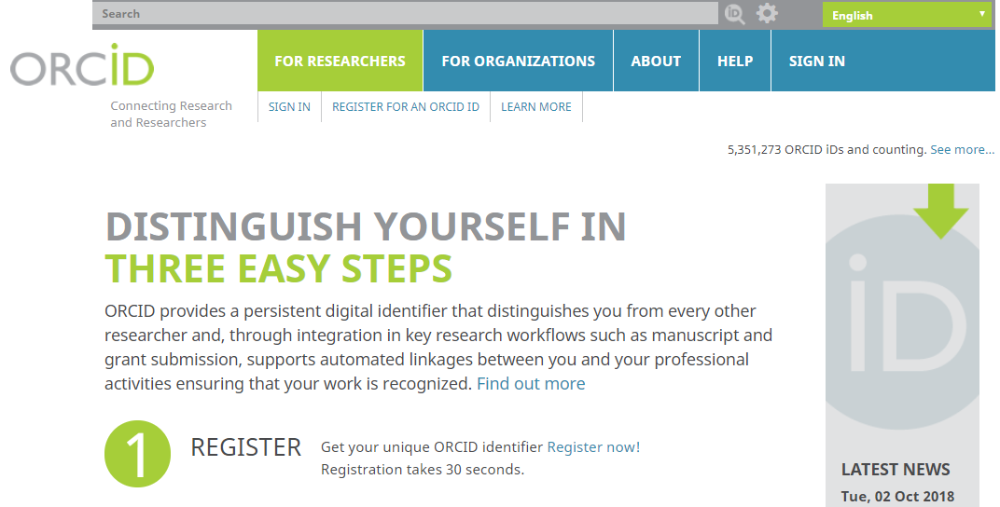 Search
English
ORCID
Connecting Research
and Researchers
FOR RESEARCHERS
FOR ORGANIZATIONS
ABOUT
HELP
SIGN IN
SIGN IN
REGISTER FOR AN ORCID ID
LEARN MORE
5,351,273 ORCID iDs and counting. See more...
DISTINGUISH YOURSELF IN
THREE EASY STEPS
ORCID provides a persistent digital identifier that distinguishes you from every other
researcher and, through integration in key research workflows such as manuscript and
grant submission, supports automated linkages between you and your professional
activities ensuring that your work is recognized. Find out more
1
REGISTER
Get your unique ORCID identifier Register now!
Registration takes 30 seconds.
iD
LATEST NEWS
Tue, 02 Oct 2018